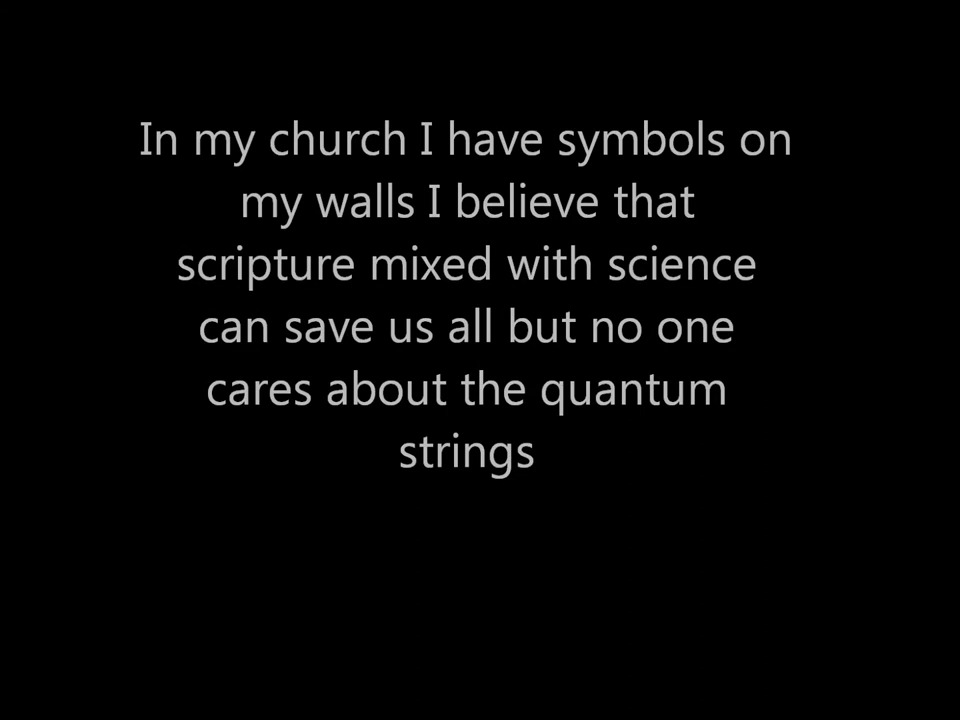 In my church I have symbols on
my walls I believe that
scripture mixed with science
can save us all but no one
cares about the quantum
strings